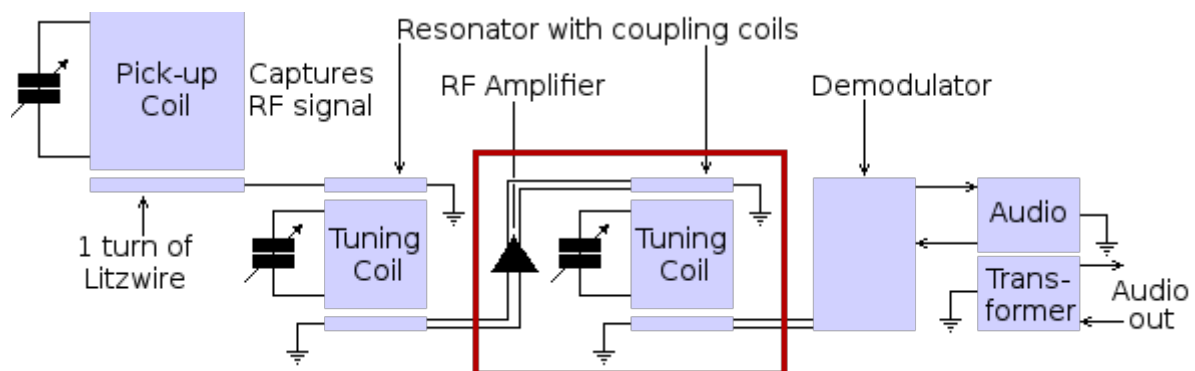 Resonator with coupling coils
Pick-up
Coil
Captures
RF signal
RF Amplifier
Demodulator
1 turn of
Litzwire
Tuning
Coil
Tuning
Coil
Audio
Trans-
former
Audio
out